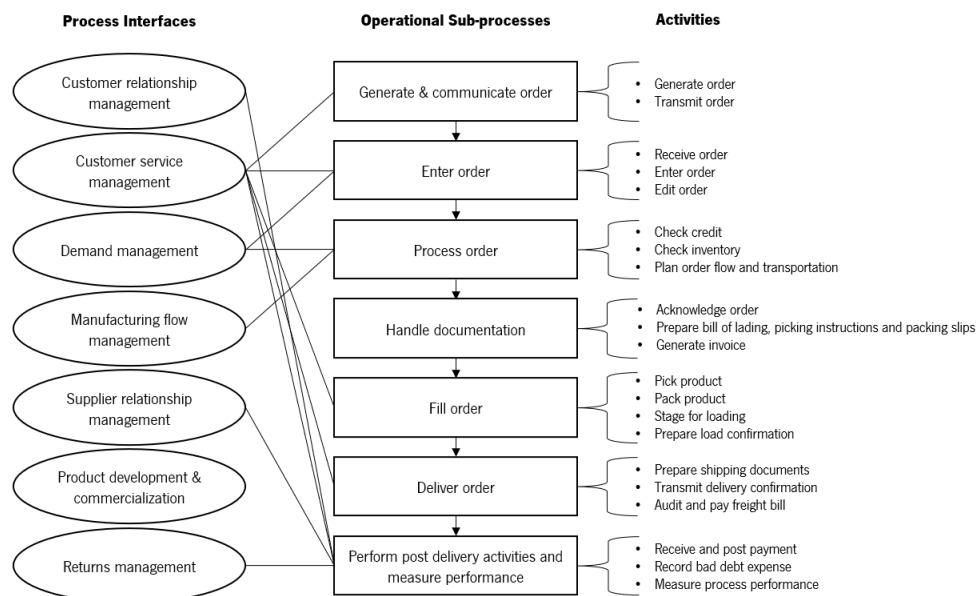 Process Interfaces
Operational Sub-processes
Activities
Customer relationship
management
Customer service
management
Demand management
Manufacturing flow
management
Supplier relationship
management
Product development &
commercialization
Returns management
Generate & communicate order
Enter order
Process order
Handle documentation
Fill order
Deliver order
Perform post delivery activities and
measure performance
• Generate order
• Transmit order
• Receive order
• Enter order
• Edit order
• Check credit
• Check inventory
• Plan order flow and transportation
• Acknowledge order
• Prepare bill of lading, picking instructions and packing slips
• Generate invoice
• Pick product
• Pack product
• Stage for loading
• Prepare load confirmation
• Prepare shipping documents
• Transmit delivery confirmation
• Audit and pay freight bill
• Receive and post payment
• Record bad debt expense
• Measure process performance